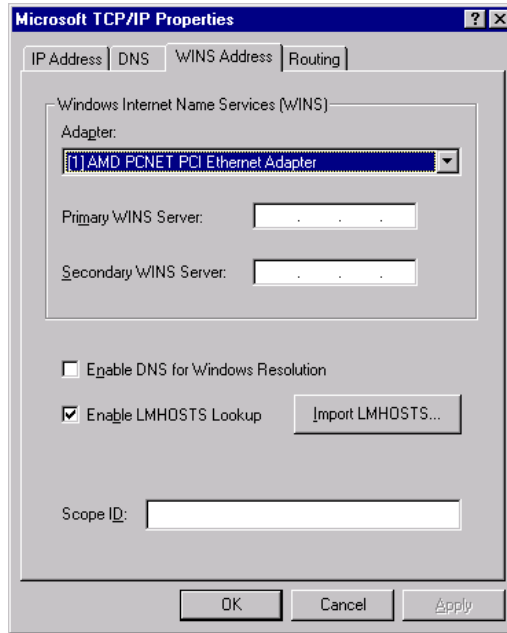 Microsoft TCP/IP Properties
IP Address DNS WINS Address Routing
Windows Internet Name Services (WINS)
Adapter:
[1] AMD PCNET PCI Ethernet Adapter
Primary WINS Server:
Secondary WINS Server:
Enable DNS for Windows Resolution
Enable LMHOSTS Lookup Import LMHOSTS...
Scope ID:
OK Cancel Apply